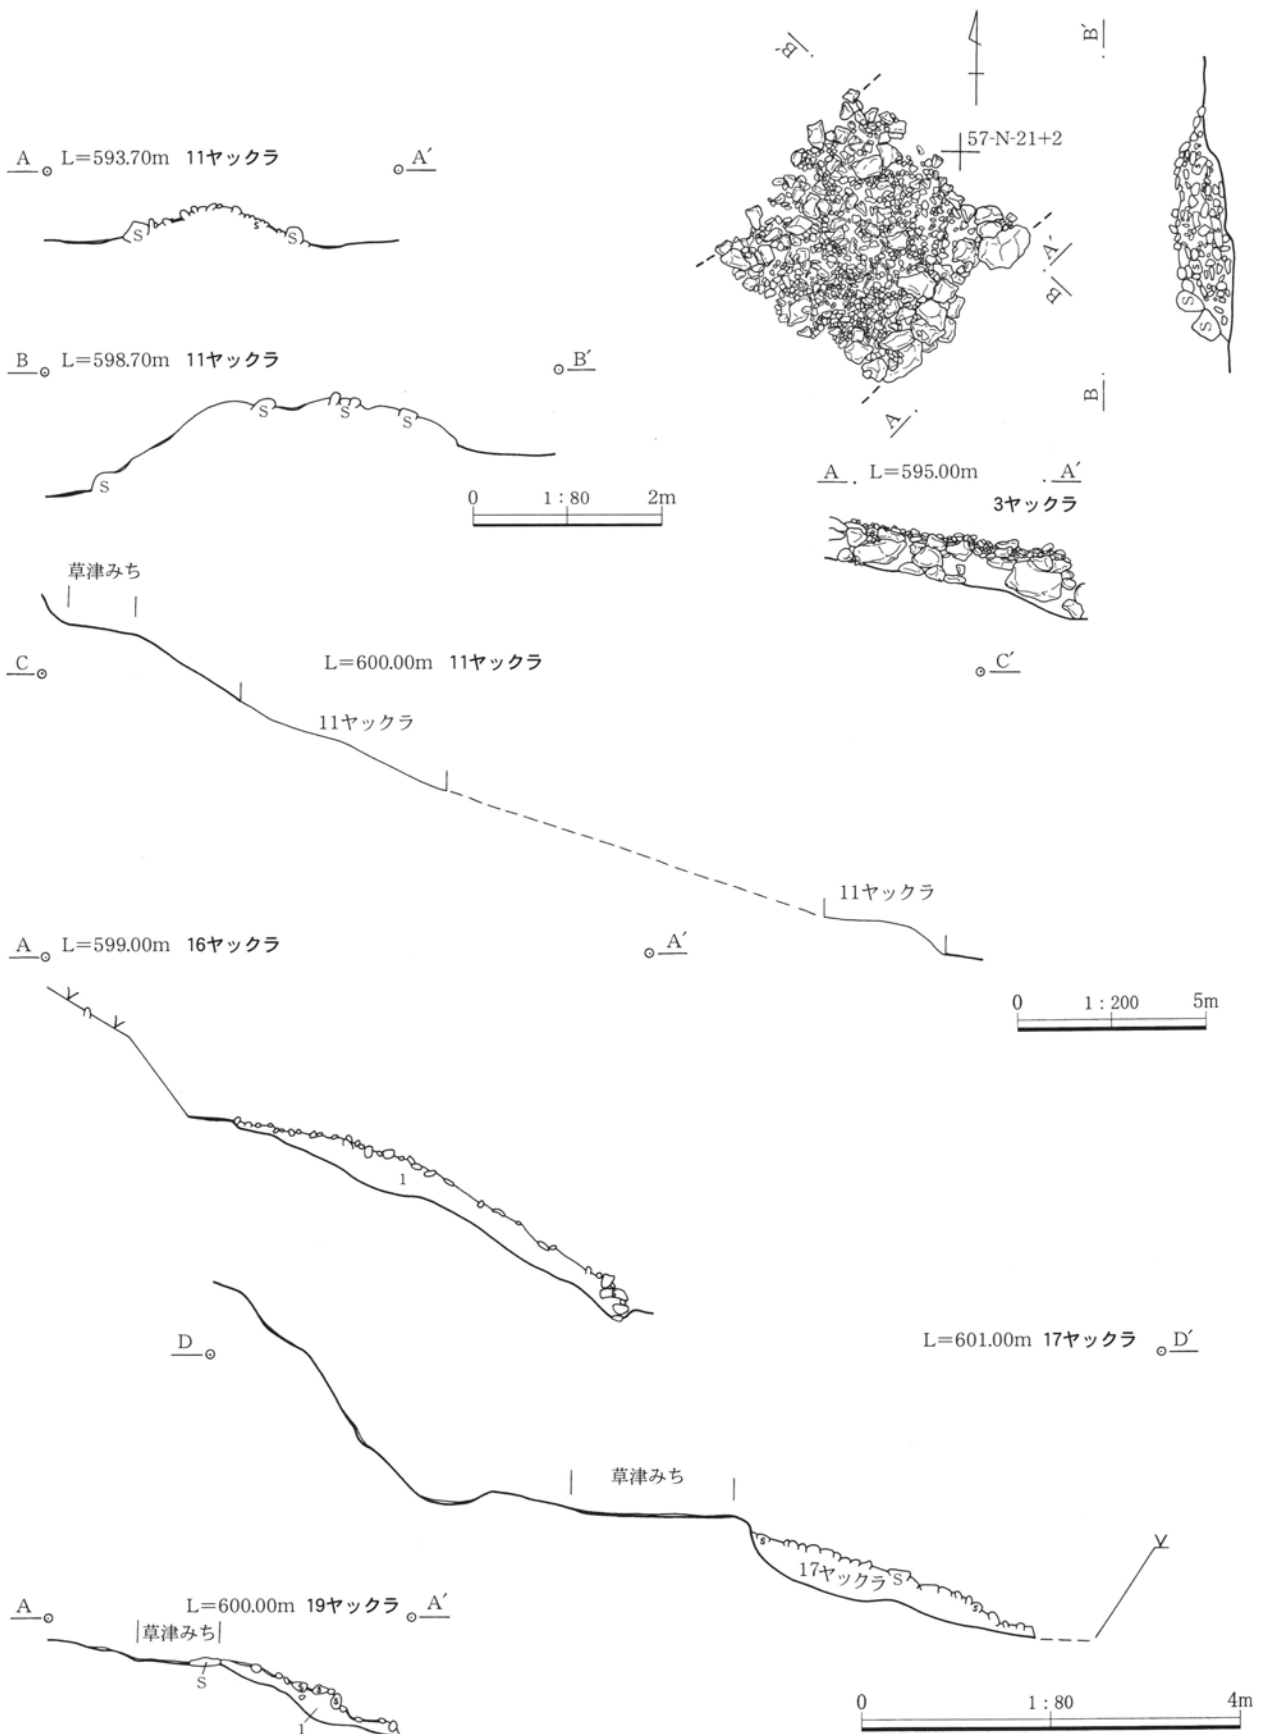 A L=593.70m 11ヤックラ A′
S S S
B L=598.70m 11ヤックラ B′
S S S S
0 1:80 2m
B B′
57-N-21+2
A A′
B′
B
S S
A L=595.00m A′
3ヤックラ
草津みち
C L=600.00m 11ヤックラ C′
11ヤックラ
11ヤックラ
0 1:200 5m
A L=599.00m 16ヤックラ A′
1
D L=601.00m 17ヤックラ D′
草津みち
S 17ヤックラ S S
A L=600.00m 19ヤックラ A′
草津みち
S S S S
1
0 1:80 4m